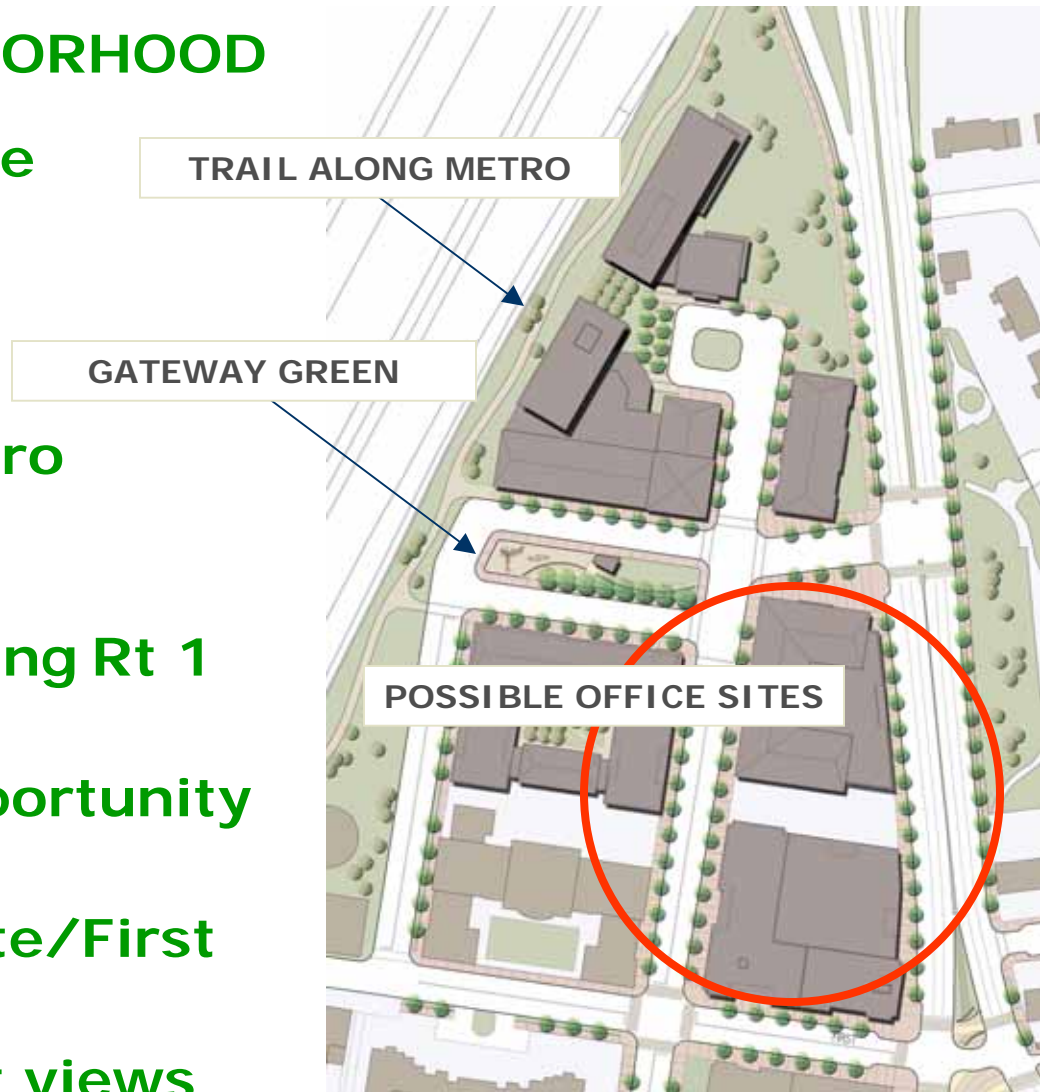 ORHOOD
e
TRAIL ALONG METRO
GATEWAY GREEN
ro
ng Rt 1
POSSIBLE OFFICE SITES
portunity
te/First
t views